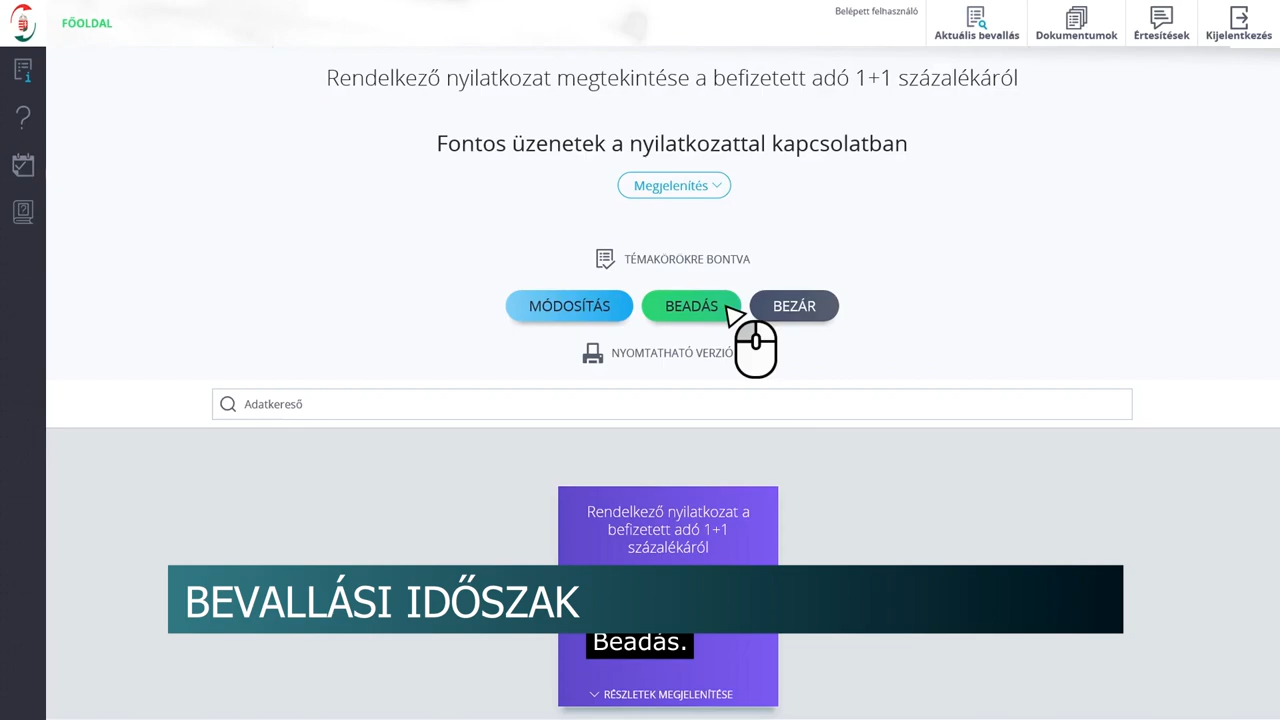 FŐOLDAL
Belépett felhasználó
Aktuális bevallás
Dokumentumok
Értesítések
Kijelentkezés
Rendelkező nyilatkozat megtekintése a befizetett adó 1+1 százalékáról
Fontos üzenetek a nyilatkozattal kapcsolatban
Megjelenítés
TÉMAKÖRÖKRE BONTVA
MÓDOSÍTÁS
BEADÁS
BEZÁR
NYOMTATHATÓ VERZIÓ
Adatkereső
Rendelkező nyilatkozat a
befizetett adó 1+1
százalékáról
BEVALLÁSI IDŐSZAK
Beadás.
RÉSZLETEK MEGJELENÍTÉSE